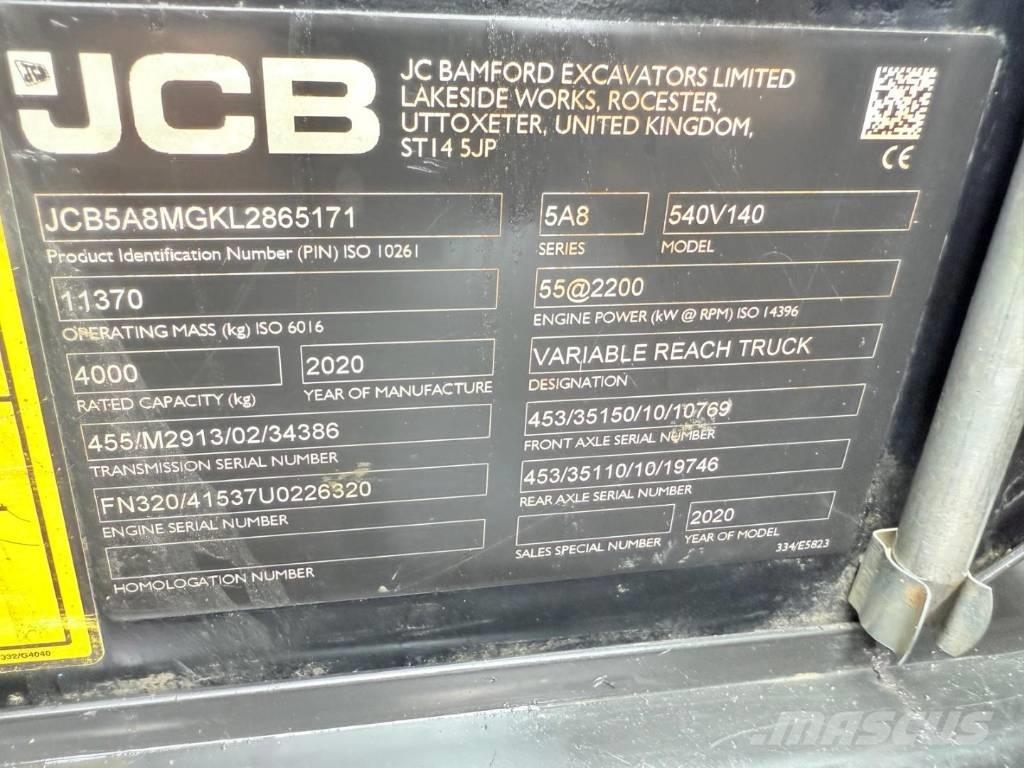 JCB
JC BAMFORD EXCAVATORS LIMITED
LAKESIDE WORKS, ROCESTER,
UTTOXETER, UNITED KINGDOM,
ST14 5JP
CE
JCB5A8MGKL2865171
Product Identification Number (PIN) ISO 10261
5A8
SERIES
540V140
MODEL
11370
OPERATING MASS (kg) ISO 6016
55@2200
ENGINE POWER (kW @ RPM) ISO 14396
4000
RATED CAPACITY (kg)
2020
YEAR OF MANUFACTURE
VARIABLE REACH TRUCK
DESIGNATION
455/M2913/02/34386
TRANSMISSION SERIAL NUMBER
453/35150/10/10769
FRONT AXLE SERIAL NUMBER
FN320/41537U0226320
ENGINE SERIAL NUMBER
453/35110/10/19746
REAR AXLE SERIAL NUMBER
HOMOLOGATION NUMBER
SALES SPECIAL NUMBER
2020
YEAR OF MODEL
334/E5823
332/G4040
MASCUS